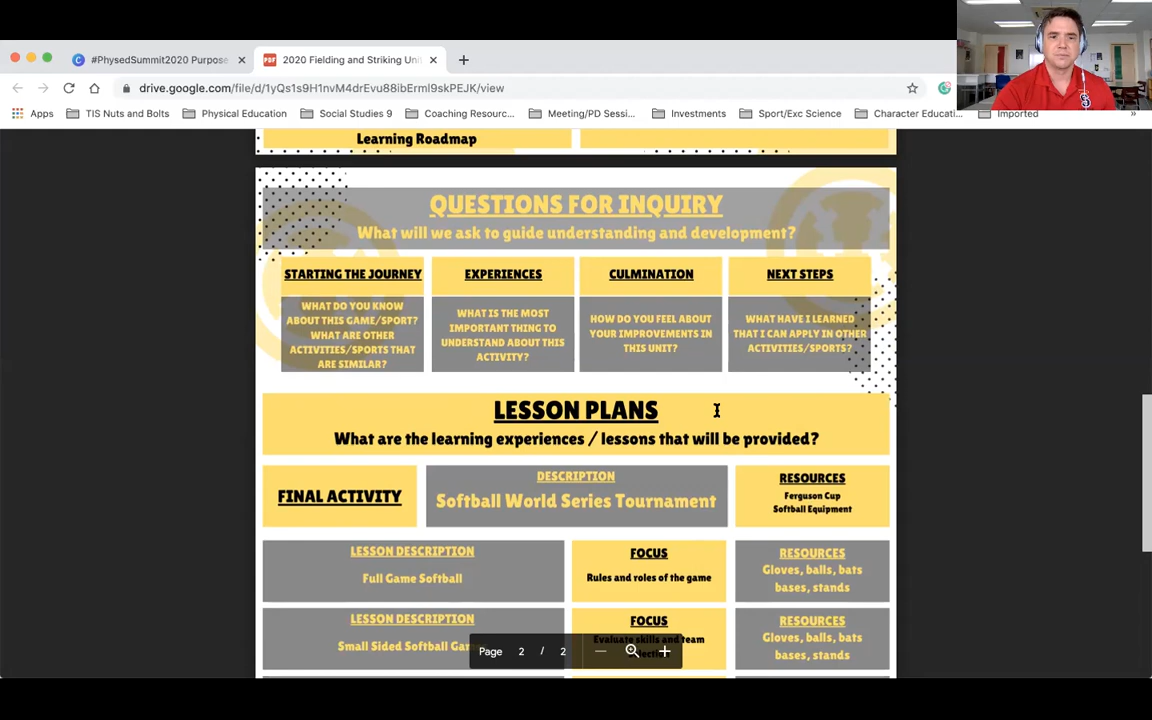 #PhysedSummit2020 Purpose
2020 Fielding and Striking Uni
drive.google.com/file/d/1yQs1s9H1nvM4drEvu88ibErml9skPEJK/view
Apps
TIS Nuts and Bolts
Physical Education
Social Studies 9
Coaching Resourc...
Meeting/PD Sessi...
Investments
Sport/Exc Science
Character Educati...
Imported
Learning Roadmap
QUESTIONS FOR INQUIRY
What will we ask to guide understanding and development?
STARTING THE JOURNEY
WHAT DO YOU KNOW
ABOUT THIS GAME/SPORT?
WHAT ARE OTHER
ACTIVITIES/SPORTS THAT
ARE SIMILAR?
EXPERIENCES
WHAT IS THE MOST
IMPORTANT THING TO
UNDERSTAND ABOUT THIS
ACTIVITY?
CULMINATION
HOW DO YOU FEEL ABOUT
YOUR IMPROVEMENTS IN
THIS UNIT?
NEXT STEPS
WHAT HAVE I LEARNED
THAT I CAN APPLY IN OTHER
ACTIVITIES/SPORTS?
LESSON PLANS
What are the learning experiences / lessons that will be provided?
FINAL ACTIVITY
DESCRIPTION
Softball World Series Tournament
RESOURCES
Ferguson Cup
Softball Equipment
LESSON DESCRIPTION
Full Game Softball
FOCUS
Rules and roles of the game
RESOURCES
Gloves, balls, bats
bases, stands
LESSON DESCRIPTION
Small Sided Softball
FOCUS
Evaluate skills and team
RESOURCES
Gloves, balls, bats
bases, stands
Page 2 / 2